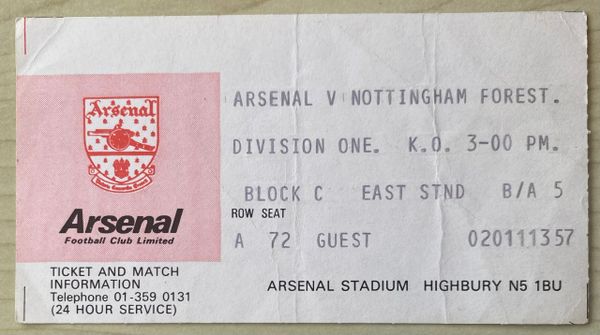 Arsenal
Arsenal
Football Club Limited
TICKET AND MATCH
INFORMATION
Telephone 01-359 0131
(24 HOUR SERVICE)
ARSENAL V NOTTINGHAM FOREST.
DIVISION ONE. K.O. 3-00 PM.
BLOCK C EAST STND B/A 5
ROW SEAT
A 72 GUEST 020111357
ARSENAL STADIUM HIGHBURY N5 1BU